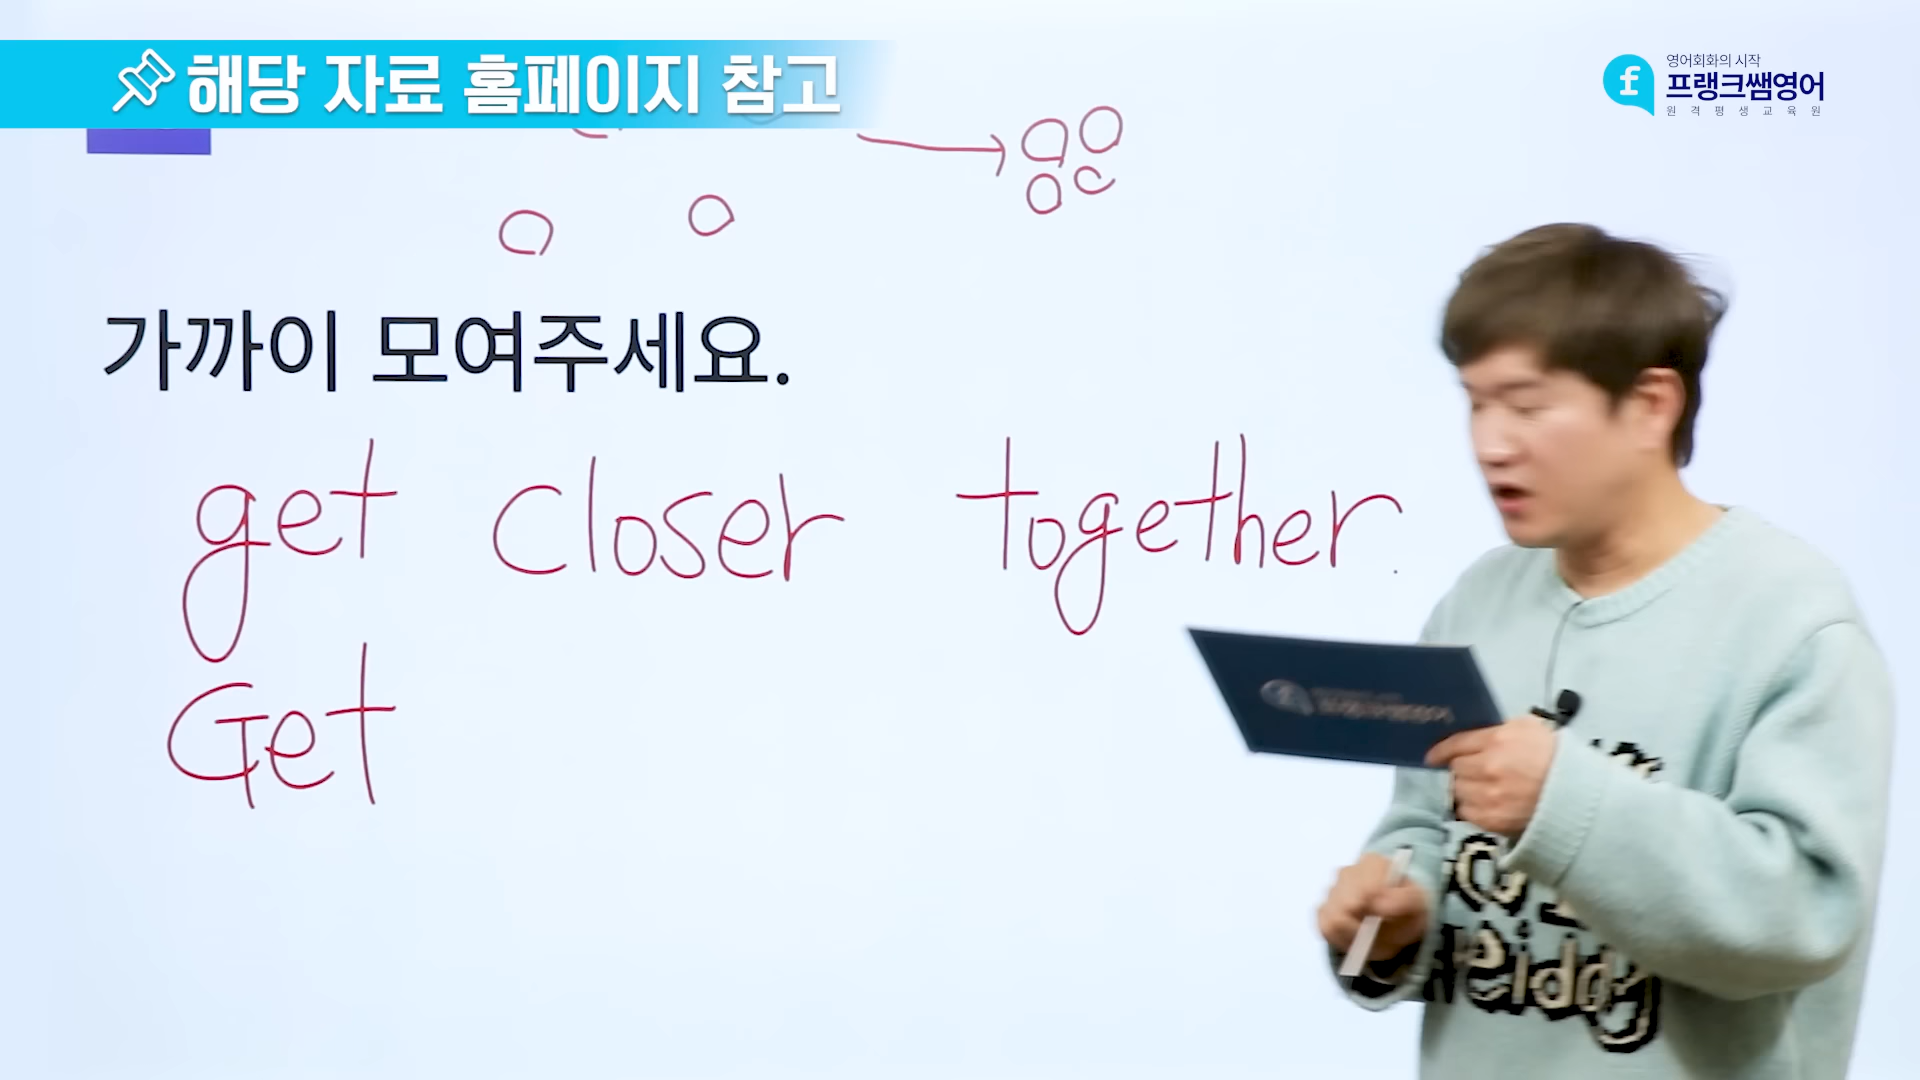 해당 자료 홈페이지 참고
영어회화의 시작
프랭크쌤영어
원격평생교육원
가까이 모여주세요.
get closer together.
Get